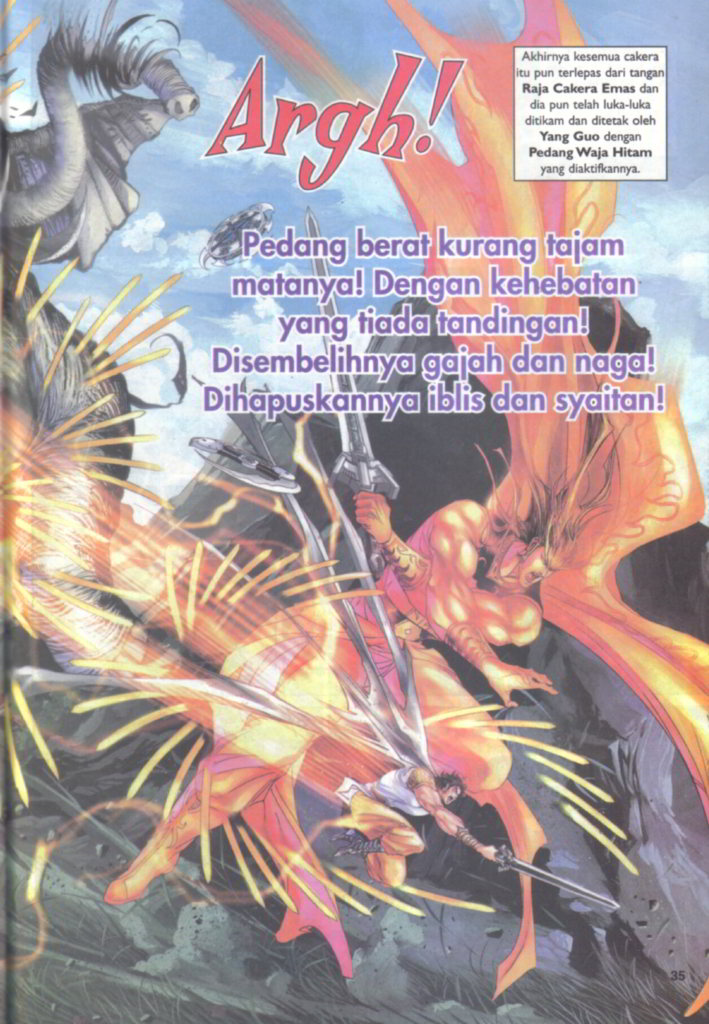 Argh!
Akhirnya kesemua cakera
itu pun terlepas dari tangan
Raja Cakera Emas dan
dia pun telah luka-luka
ditikam dan ditetak oleh
Yang Guo dengan
Pedang Waja Hitam
yang diaktifkannya.
Pedang berat kurang tajam
matanya! Dengan kehebatan
yang tiada tandingan!
Disembelihnya gajah dan naga!
Dihapuskannya iblis dan syaitan!
35